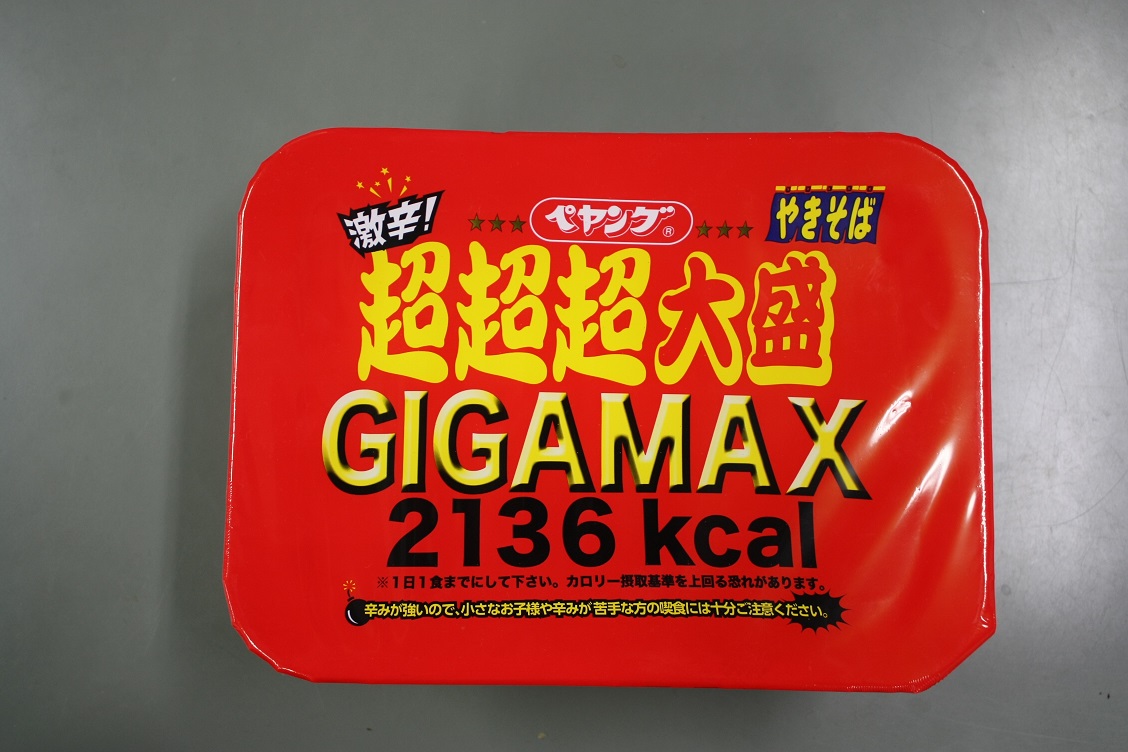 激辛!
ペヤング®
やきそば
超超超大盛
GIGAMAX
2136 kcal
※1日1食までにして下さい。カロリー摂取基準を上回る恐れがあります。
辛みが強いので、小さなお子様や辛みが苦手な方の喫食には十分ご注意ください。